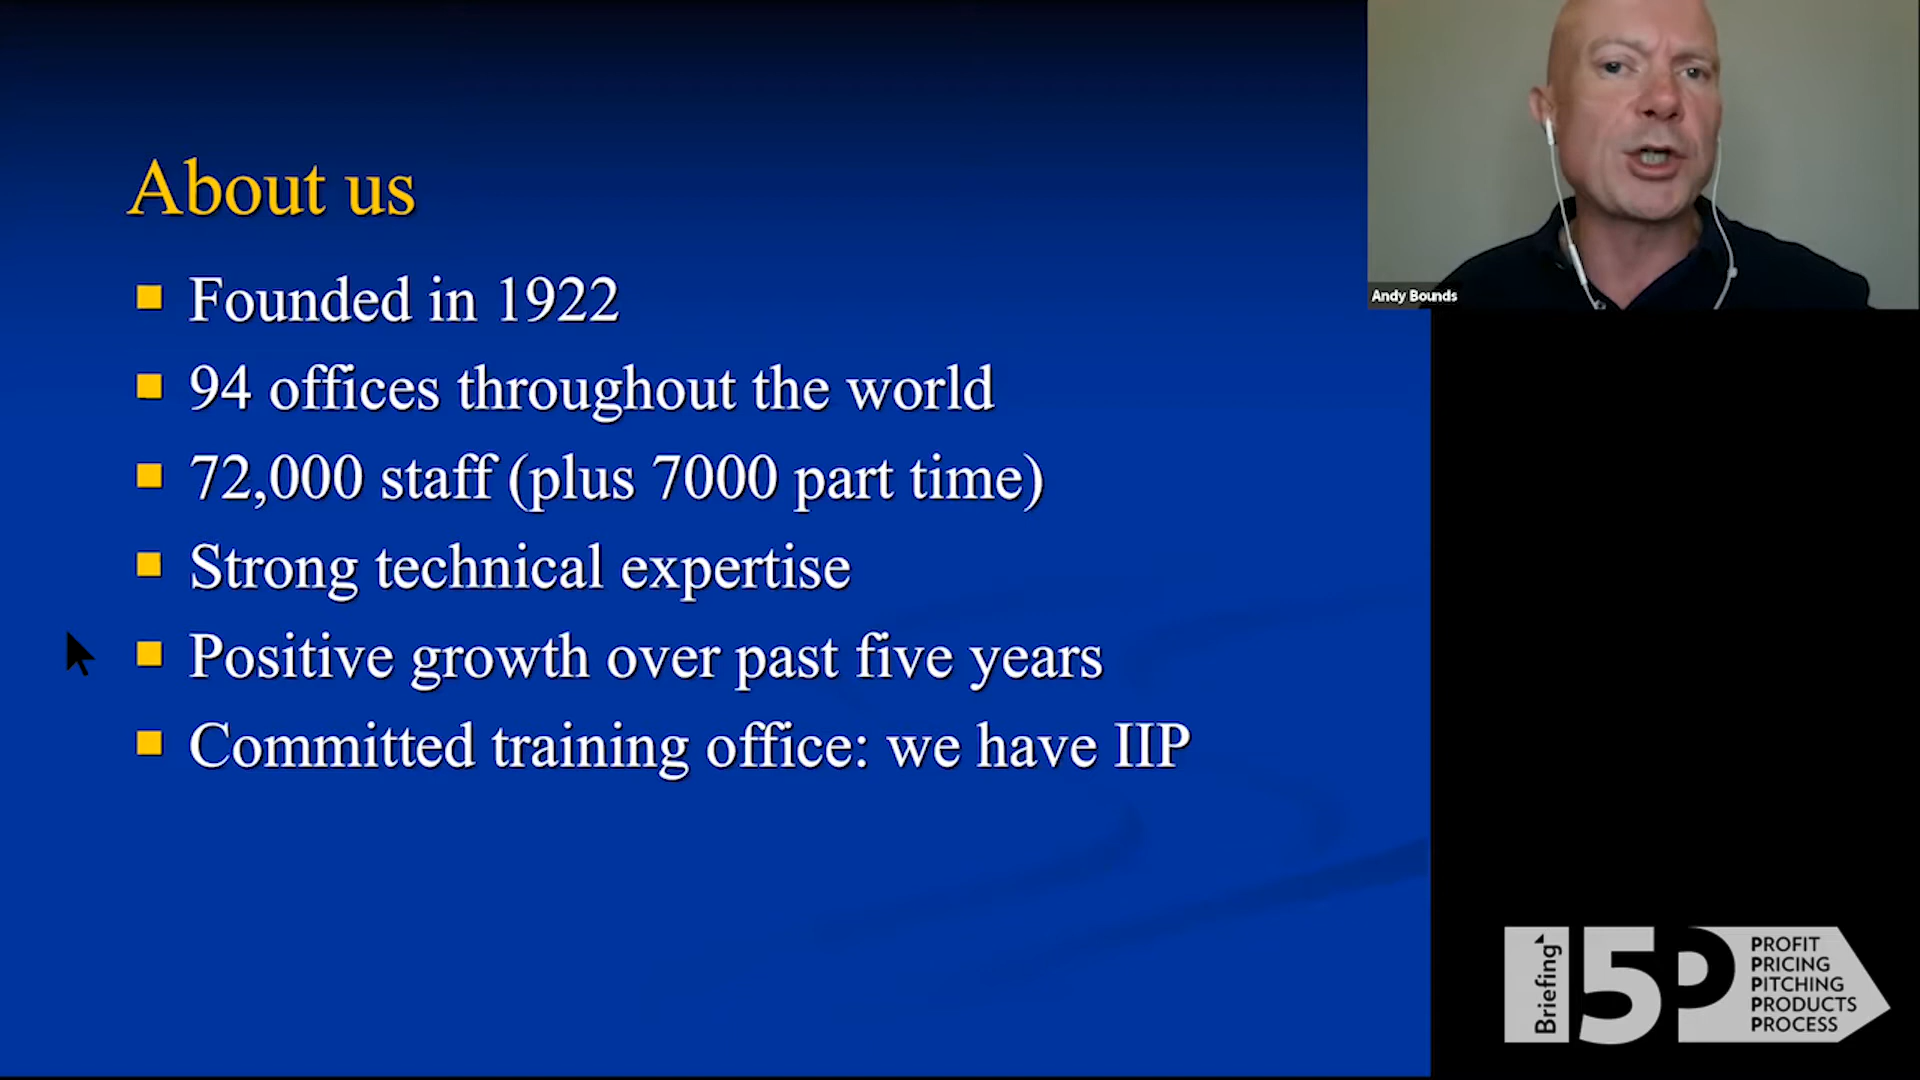 About us
Founded in 1922
94 offices throughout the world
72,000 staff (plus 7000 part time)
Strong technical expertise
Positive growth over past five years
Committed training office: we have IIP
Andy Bounds
Briefing
5P
PROFIT
PRICING
PITCHING
PRODUCTS
PROCESS